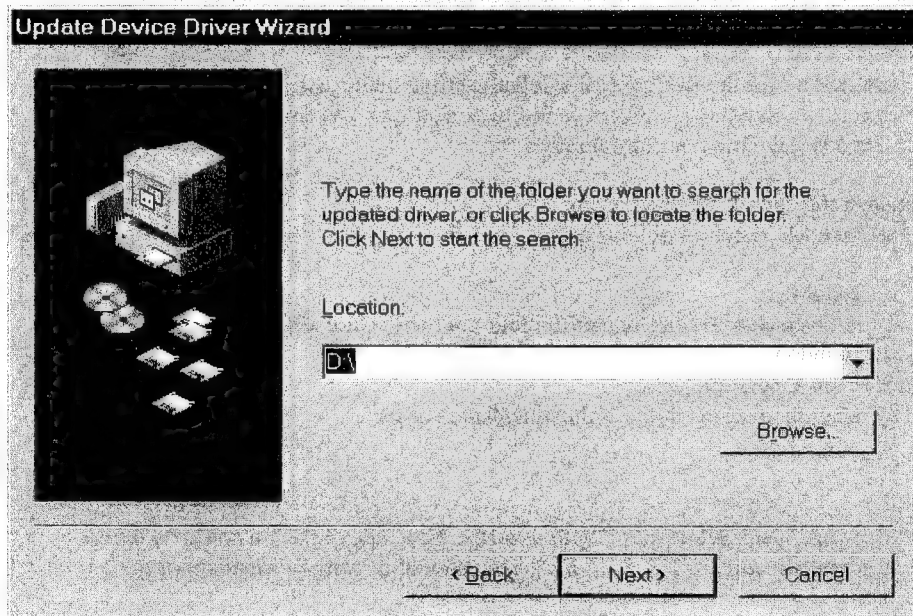 Update Device Driver Wizard
Type the name of the folder you want to search for the
updated driver, or click Browse to locate the folder.
Click Next to start the search.
Location:
D:\
Browse...
< Back
Next >
Cancel